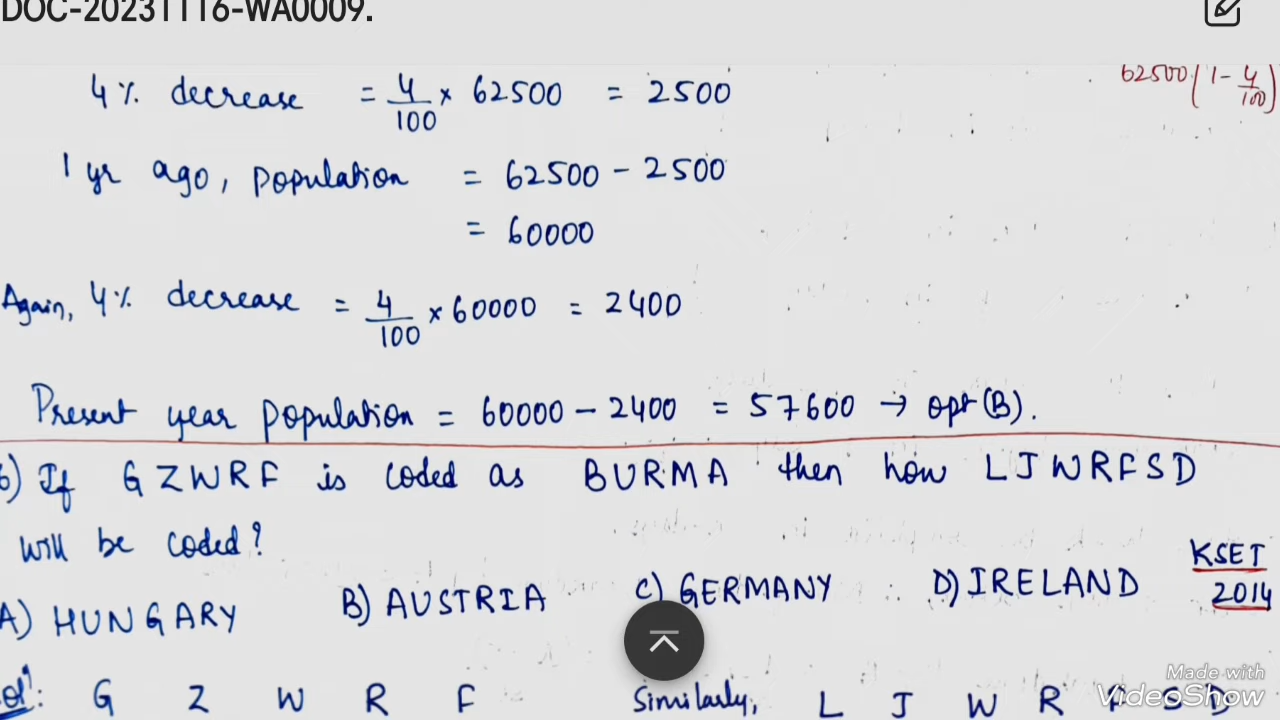 DOC-20231116-WA0009.
4% decrease = 4/100 × 62500 = 2500
62500(1-4/100)
1 yr ago, population = 62500 - 2500
= 60000
Again, 4% decrease = 4/100 × 60000 = 2400
Present year population = 60000 - 2400 = 57600 → opt (B).
6) If GZWRF is coded as BURMA then how LJWRFSD
will be coded?
KSET
2014
A) HUNGARY B) AUSTRIA C) GERMANY D) IRELAND
Solⁿ: G Z W R F Similarly, L J W R F S D
Made with
VideoShow